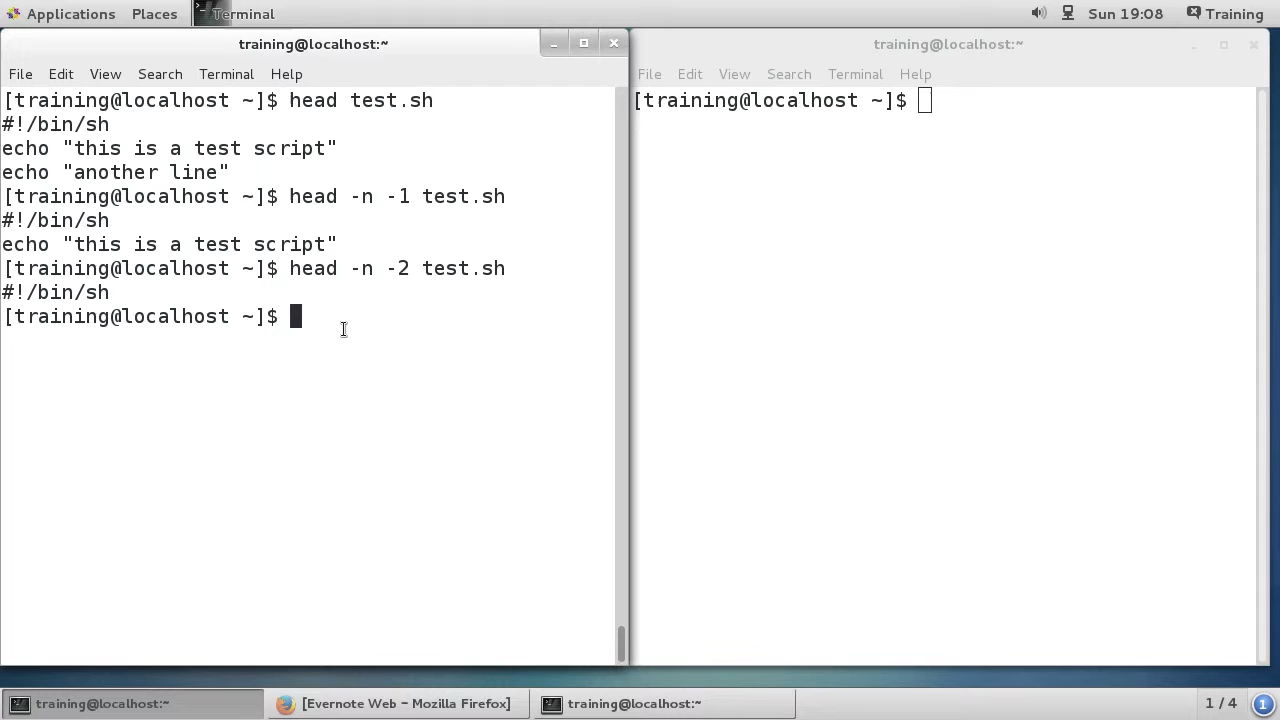 Applications Places Terminal Sun 19:08 Training
training@localhost:~
File Edit View Search Terminal Help
[training@localhost ~]$ head test.sh
#!/bin/sh
echo "this is a test script"
echo "another line"
[training@localhost ~]$ head -n -1 test.sh
#!/bin/sh
echo "this is a test script"
[training@localhost ~]$ head -n -2 test.sh
#!/bin/sh
[training@localhost ~]$
training@localhost:~
File Edit View Search Terminal Help
[training@localhost ~]$
training@localhost:~ [Evernote Web - Mozilla Firefox] training@localhost:~ 1 / 4 1